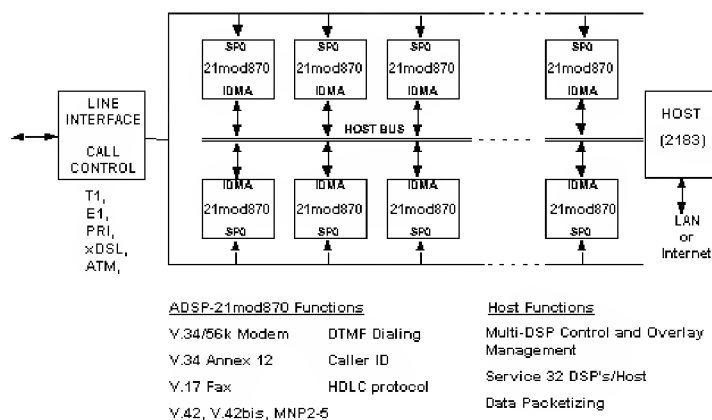 SP0 SP0 SP0 SP0
21mod870 21mod870 21mod870 21mod870
IDMA IDMA IDMA IDMA
LINE
INTERFACE
CALL
CONTROL
HOST BUS
HOST
(2183)
T1,
E1,
PRI,
xDSL,
ATM,
IDMA IDMA IDMA IDMA
21mod870 21mod870 21mod870 21mod870
SP0 SP0 SP0 SP0
LAN
or
Internet
ADSP-21mod870 Functions
V.34/56k Modem DTMF Dialing
V.34 Annex 12 Caller ID
V.17 Fax HDLC protocol
V.42, V.42bis, MNP2-5
Host Functions
Multi-DSP Control and Overlay
Management
Service 32 DSP's/Host
Data Packetizing